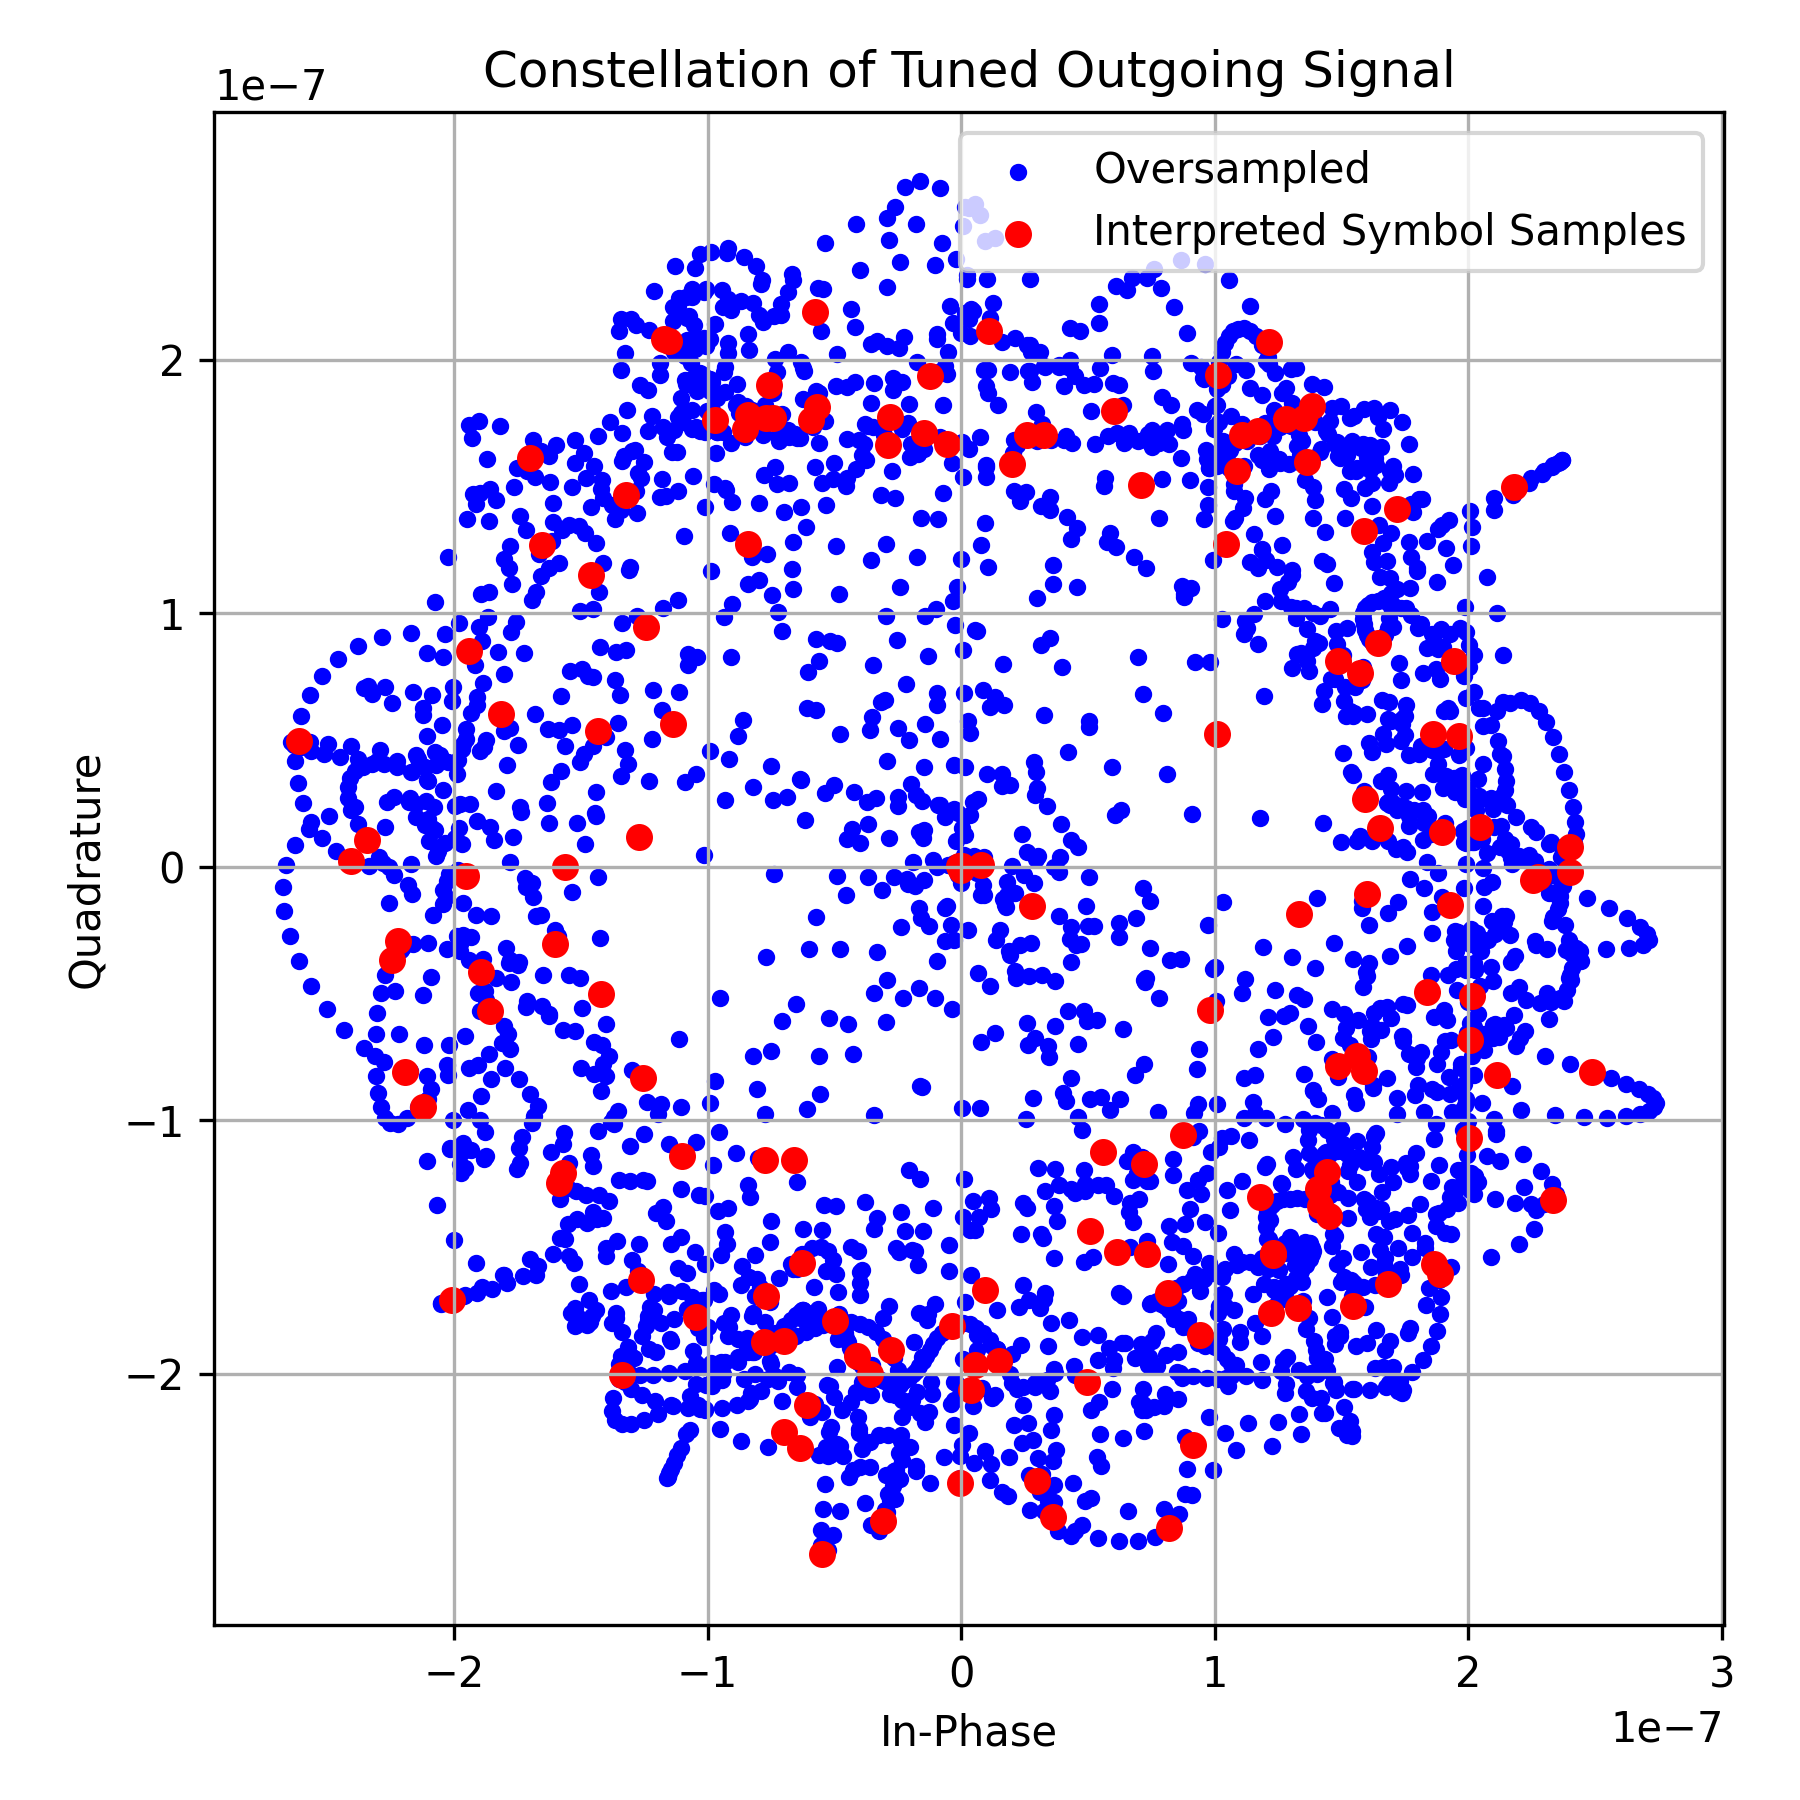 Constellation of Tuned Outgoing Signal
1e−7
Oversampled
Interpreted Symbol Samples
2
1
0
−1
−2
Quadrature
−2
−1
0
1
2
3
In-Phase
1e−7